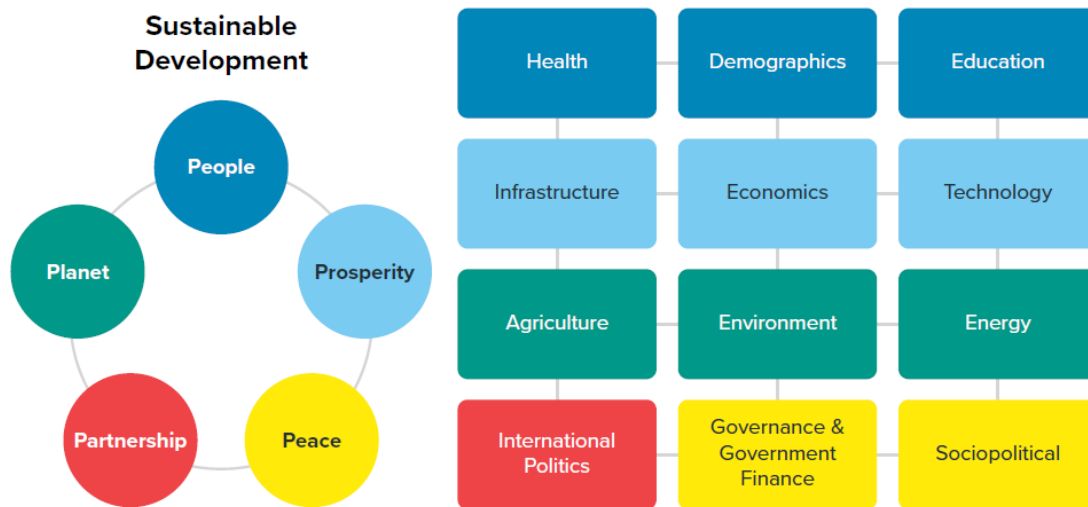 Sustainable
Development
People
Prosperity
Peace
Partnership
Planet
Health
Demographics
Education
Infrastructure
Economics
Technology
Agriculture
Environment
Energy
International
Politics
Governance &
Government
Finance
Sociopolitical